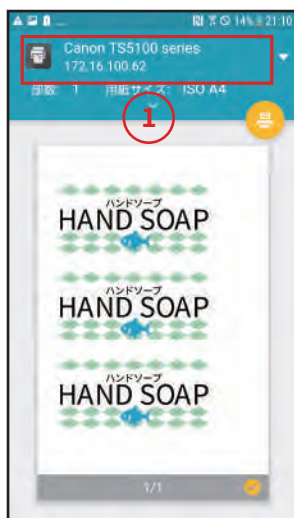 14% 21:10
Canon TS5100 series
172.16.100.62
部数: 1 用紙サイズ: ISO A4
1
ハンドソープ
HAND SOAP
ハンドソープ
HAND SOAP
ハンドソープ
HAND SOAP
1/1